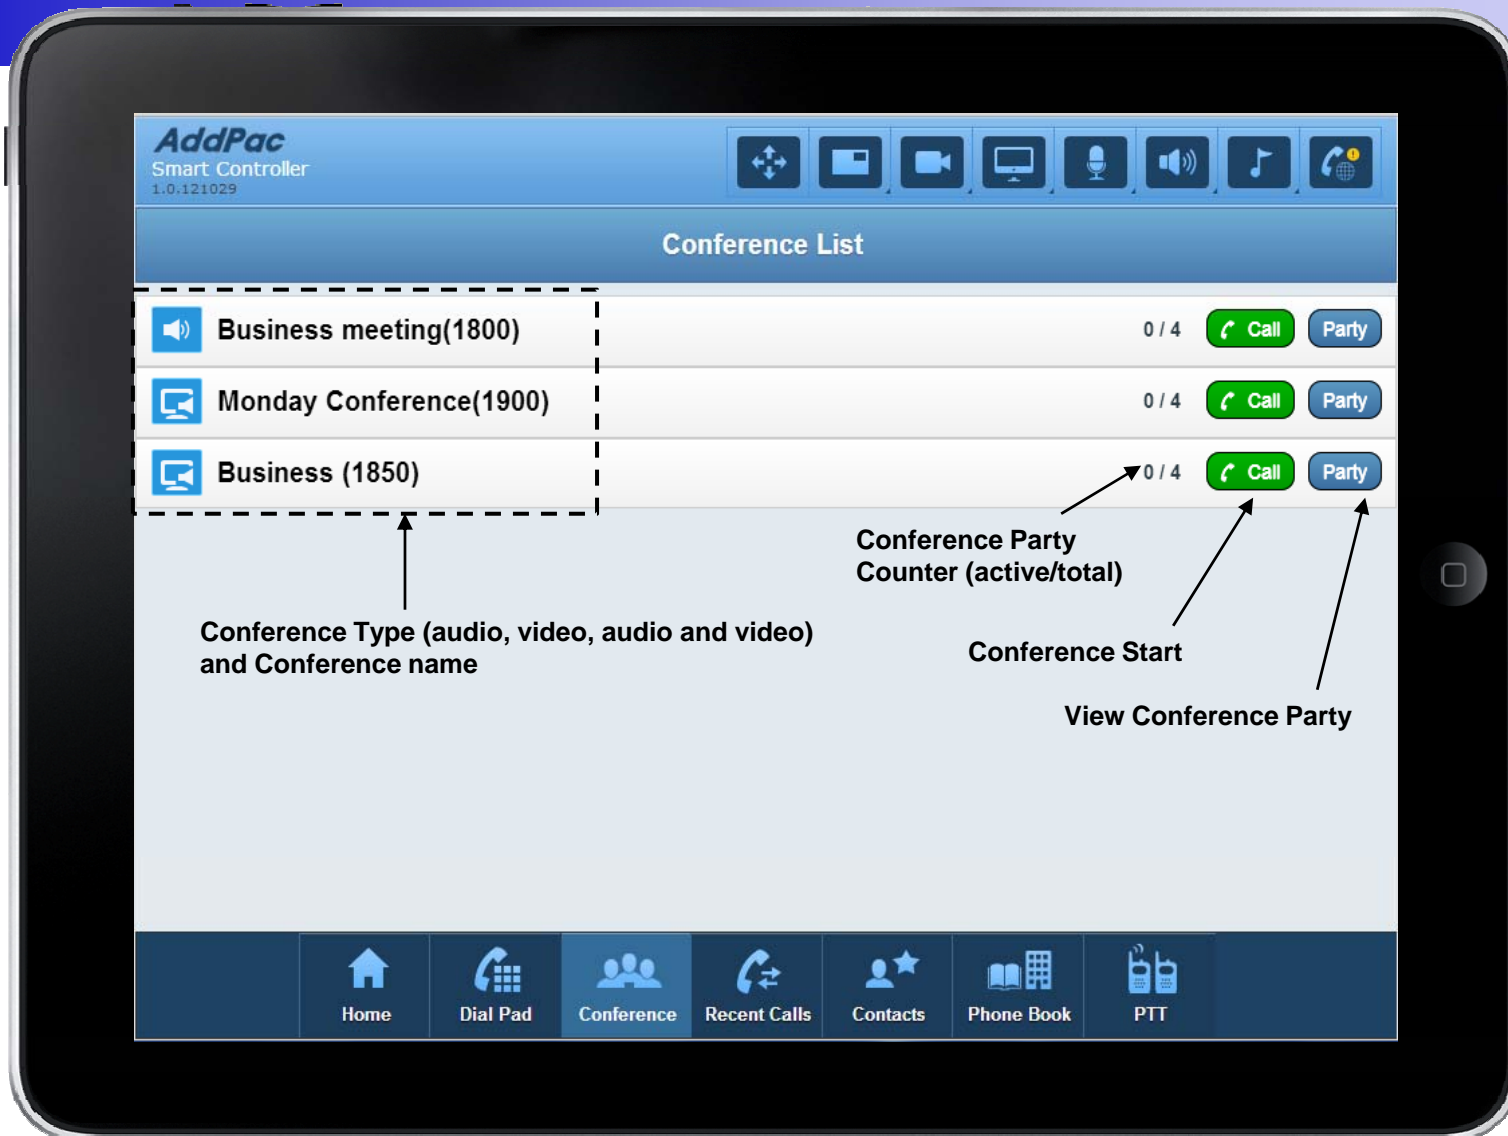 AddPac
Smart Controller
1.0.121029
Conference List
Business meeting(1800) 0 / 4 Call Party
Monday Conference(1900) 0 / 4 Call Party
Business (1850) 0 / 4 Call Party
Conference Party
Counter (active/total)
Conference Type (audio, video, audio and video)
and Conference name
Conference Start
View Conference Party
Home Dial Pad Conference Recent Calls Contacts Phone Book PTT